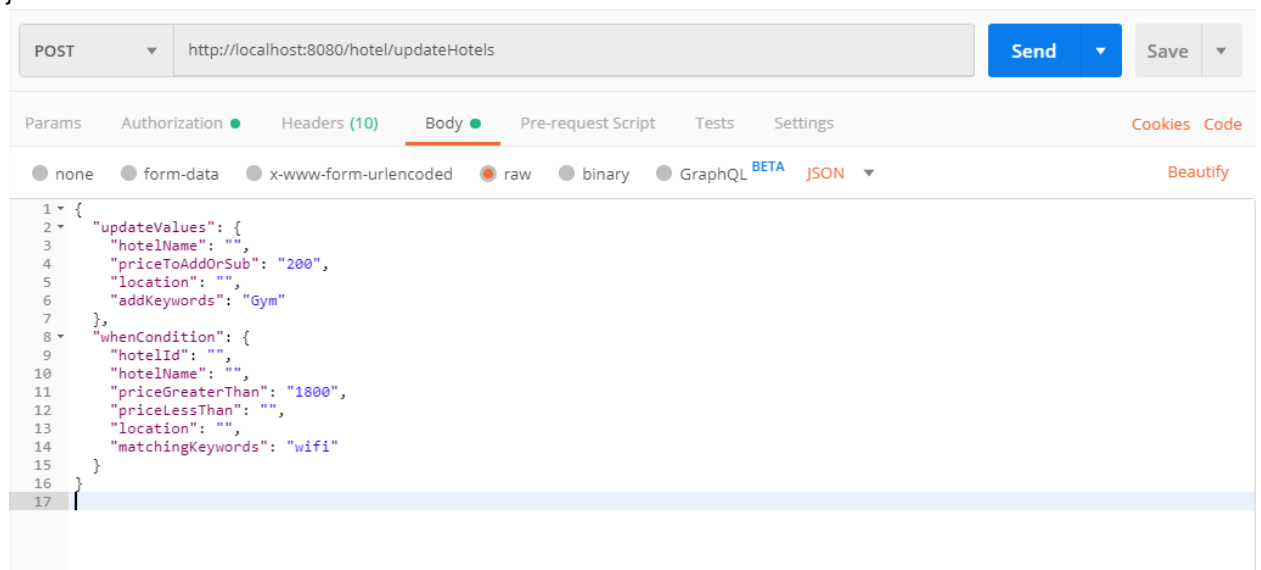 POST http://localhost:8080/hotel/updateHotels Send Save
Params Authorization Headers (10) Body Pre-request Script Tests Settings Cookies Code
none form-data x-www-form-urlencoded raw binary GraphQL BETA JSON Beautify
1 {
2 "updateValues": {
3 "hotelName": "",
4 "priceToAddOrSub": "200",
5 "location": "",
6 "addKeywords": "Gym"
7 },
8 "whenCondition": {
9 "hotelId": "",
10 "hotelName": "",
11 "priceGreaterThan": "1800",
12 "priceLessThan": "",
13 "location": "",
14 "matchingKeywords": "wifi"
15 }
16 }
17